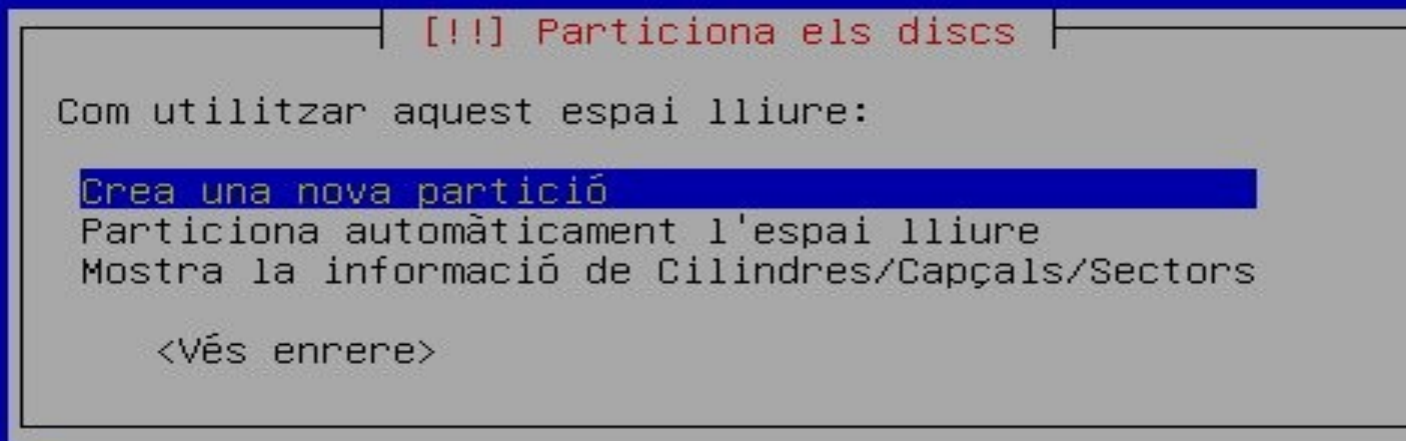 [!!] Particiona els discs
Com utilitzar aquest espai lliure:
Crea una nova partició
Particiona automàticament l'espai lliure
Mostra la informació de Cilindres/Capçals/Sectors
<Vés enrere>